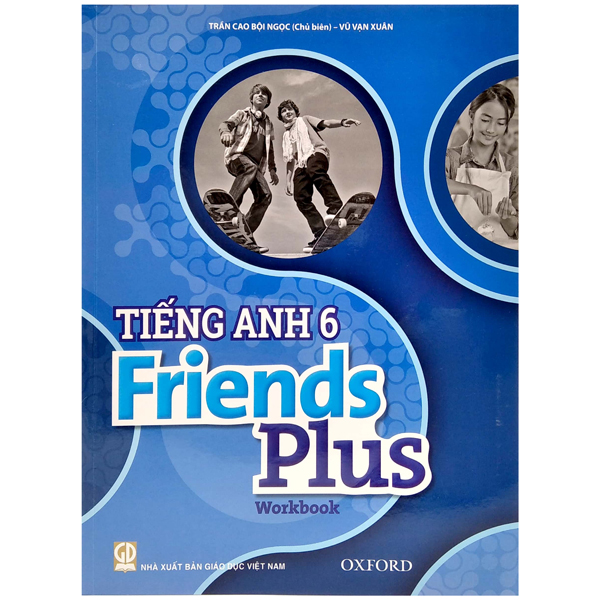 TRẦN CAO BỘI NGỌC (Chủ biên) – VŨ VẠN XUÂN
TIẾNG ANH 6
Friends
Plus
Workbook
GD
NHÀ XUẤT BẢN GIÁO DỤC VIỆT NAM
OXFORD